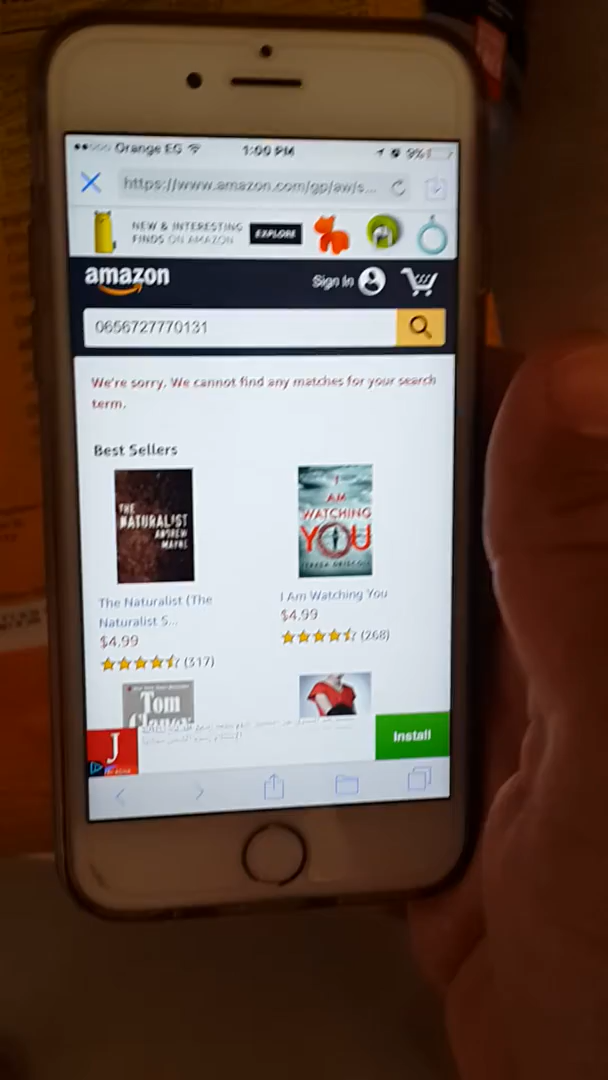 Orange EG 1:00 PM 9%
https://www.amazon.com/gp/aw/s...
NEW & INTERESTING
FINDS ON AMAZON
EXPLORE
amazon
Sign In
0656727770131
We're sorry. We cannot find any matches for your search
term.
Best Sellers
THE
NATURALIST
ANDREW
MAYNE
I
AM
WATCHING
YOU
TERESA DRISCOLL
The Naturalist (The
Naturalist S...
$4.99
(317)
I Am Watching You
$4.99
(268)
Tom
Clancy
J
Install